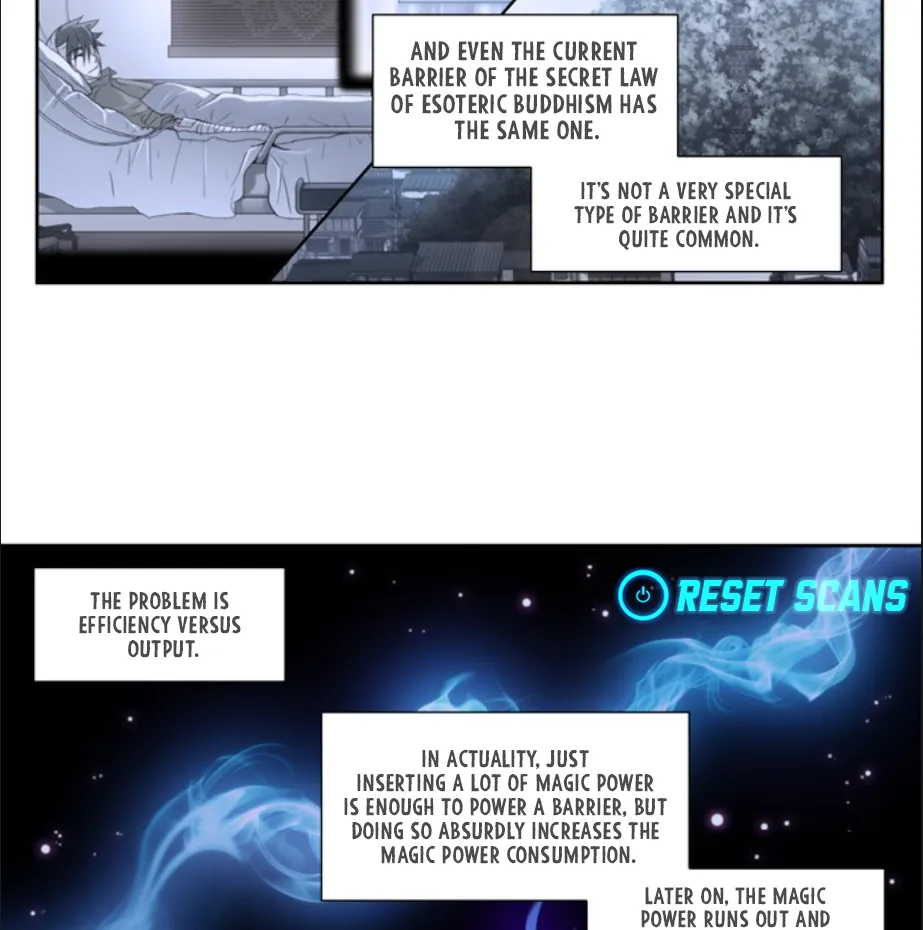 AND EVEN THE CURRENT
BARRIER OF THE SECRET LAW
OF ESOTERIC BUDDHISM HAS
THE SAME ONE.
IT'S NOT A VERY SPECIAL
TYPE OF BARRIER AND IT'S
QUITE COMMON.
RESET SCANS
THE PROBLEM IS
EFFICIENCY VERSUS
OUTPUT.
IN ACTUALITY, JUST
INSERTING A LOT OF MAGIC POWER
IS ENOUGH TO POWER A BARRIER, BUT
DOING SO ABSURDLY INCREASES THE
MAGIC POWER CONSUMPTION.
LATER ON, THE MAGIC
POWER RUNS OUT AND